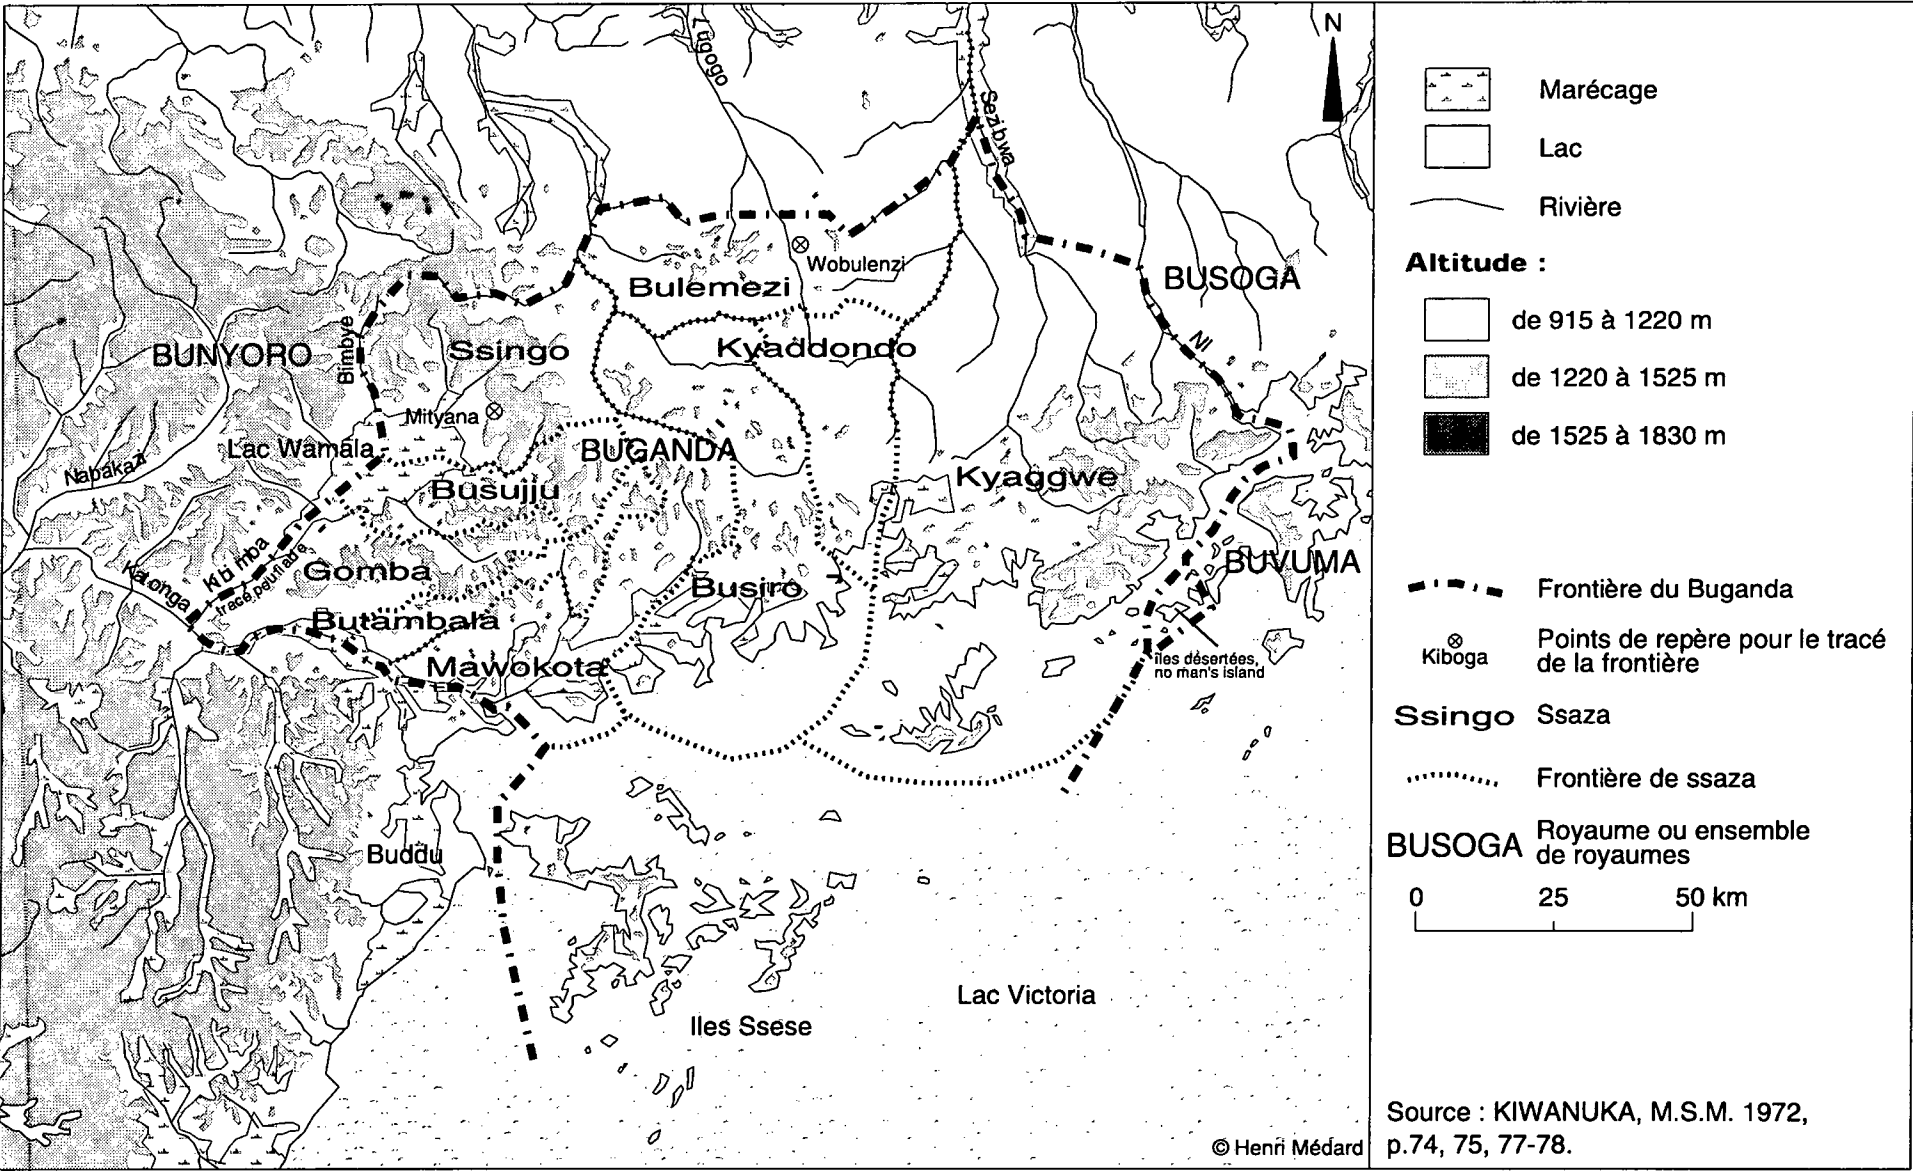 Lugogo
N
Sezibwa
Wobulenzi
Bulemezi
BUSOGA
Kyaddondo
Nl
BUNYORO
Bimbye
Ssingo
Mityana
Lac Wamala
BUGANDA
Nabakazi
Busujju
Kyaggwe
Kibimba
tracé peu fiable
Katonga
Gomba
BUVUMA
Busiro
Butambala
Mawokota
îles désertées,
no man's island
Buddu
Lac Victoria
Iles Ssese
© Henri Médard
Marécage
Lac
Rivière
Altitude :
de 915 à 1220 m
de 1220 à 1525 m
de 1525 à 1830 m
Frontière du Buganda
Kiboga
Points de repère pour le tracé
de la frontière
Ssingo Ssaza
Frontière de ssaza
BUSOGA Royaume ou ensemble
de royaumes
0 25 50 km
Source : KIWANUKA, M.S.M. 1972,
p.74, 75, 77-78.